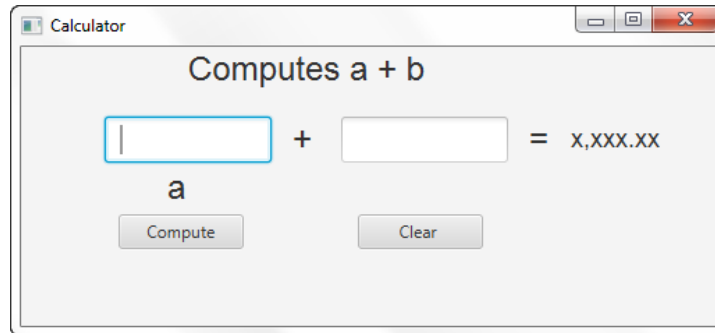 Calculator
Computes a + b
+ = x,xxx.xx
a
Compute Clear